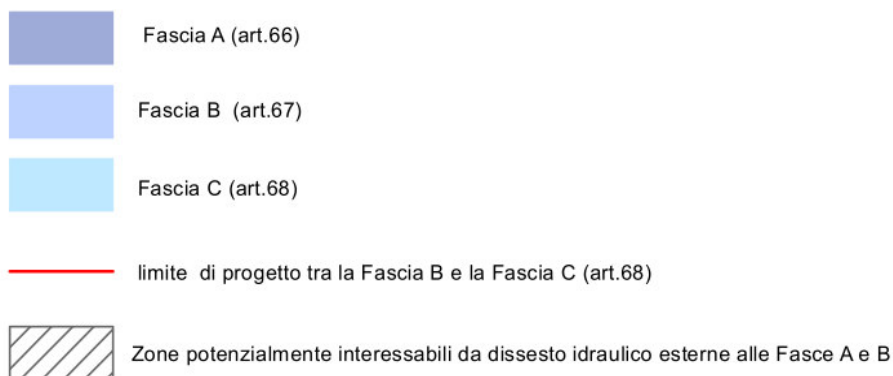 Fascia A (art.66)
Fascia B (art.67)
Fascia C (art.68)
limite di progetto tra la Fascia B e la Fascia C (art.68)
Zone potenzialmente interessabili da dissesto idraulico esterne alle Fasce A e B